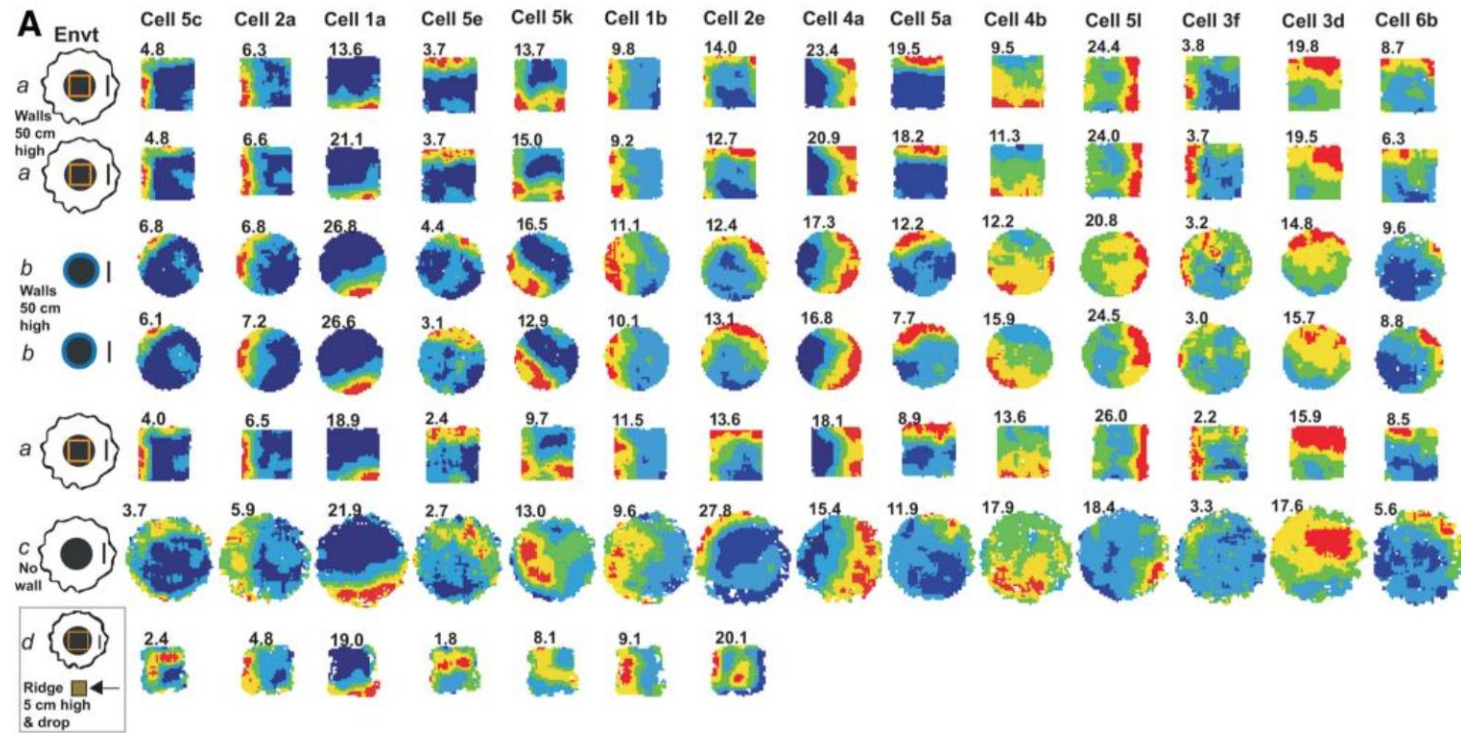 A Envt Cell 5c Cell 2a Cell 1a Cell 5e Cell 5k Cell 1b Cell 2e Cell 4a Cell 5a Cell 4b Cell 5l Cell 3f Cell 3d Cell 6b
4.8 6.3 13.6 3.7 13.7 9.8 14.0 23.4 19.5 9.5 24.4 3.8 19.8 8.7
a
Walls
50 cm
high
4.8 6.6 21.1 3.7 15.0 9.2 12.7 20.9 18.2 11.3 24.0 3.7 19.5 6.3
a
6.8 6.8 26.8 4.4 16.5 11.1 12.4 17.3 12.2 12.2 20.8 3.2 14.8 9.6
b
Walls
50 cm
high
6.1 7.2 26.6 3.1 12.9 10.1 13.1 16.8 7.7 15.9 24.5 3.0 15.7 8.8
b
4.0 6.5 18.9 2.4 9.7 11.5 13.6 18.1 8.9 13.6 26.0 2.2 15.9 8.5
a
3.7 5.9 21.9 2.7 13.0 9.6 27.8 15.4 11.9 17.9 18.4 3.3 17.6 5.6
c
No
wall
d
2.4 4.8 19.0 1.8 8.1 9.1 20.1
Ridge
5 cm high
& drop